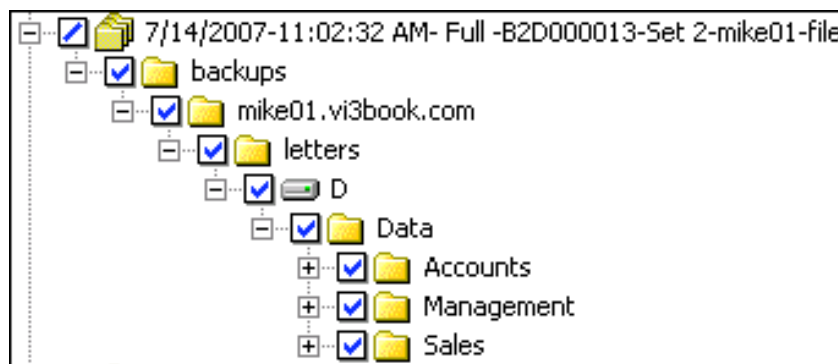 7/14/2007-11:02:32 AM- Full -B2D000013-Set 2-mike01-file
backups
mike01.vi3book.com
letters
D
Data
Accounts
Management
Sales